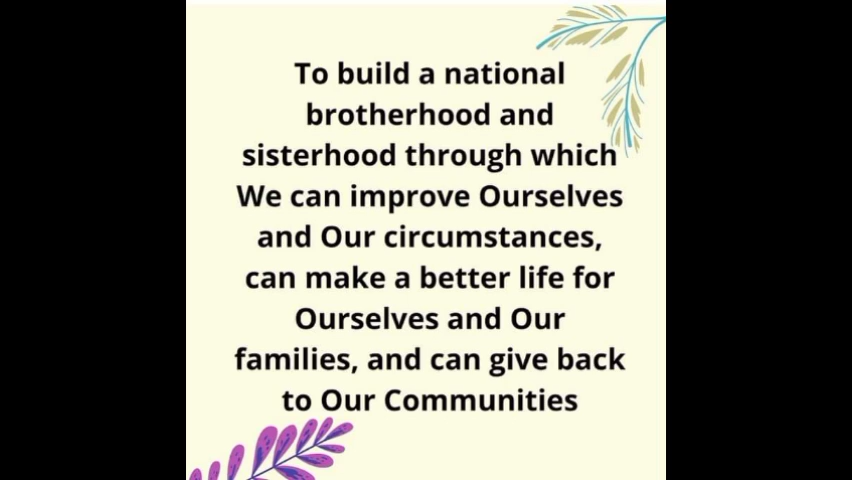 To build a national
brotherhood and
sisterhood through which
We can improve Ourselves
and Our circumstances,
can make a better life for
Ourselves and Our
families, and can give back
to Our Communities